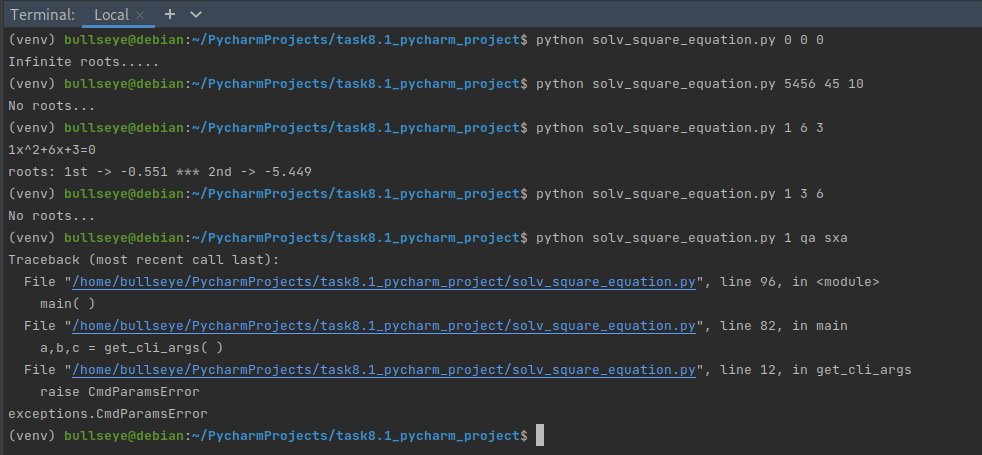 Terminal: Local × +
(venv) bullseye@debian:~/PycharmProjects/task8.1_pycharm_project$ python solv_square_equation.py 0 0 0
Infinite roots.....
(venv) bullseye@debian:~/PycharmProjects/task8.1_pycharm_project$ python solv_square_equation.py 5456 45 10
No roots...
(venv) bullseye@debian:~/PycharmProjects/task8.1_pycharm_project$ python solv_square_equation.py 1 6 3
1x^2+6x+3=0
roots: 1st -> -0.551 *** 2nd -> -5.449
(venv) bullseye@debian:~/PycharmProjects/task8.1_pycharm_project$ python solv_square_equation.py 1 3 6
No roots...
(venv) bullseye@debian:~/PycharmProjects/task8.1_pycharm_project$ python solv_square_equation.py 1 qa sxa
Traceback (most recent call last):
  File "/home/bullseye/PycharmProjects/task8.1_pycharm_project/solv_square_equation.py", line 96, in <module>
    main( )
  File "/home/bullseye/PycharmProjects/task8.1_pycharm_project/solv_square_equation.py", line 82, in main
    a,b,c = get_cli_args( )
  File "/home/bullseye/PycharmProjects/task8.1_pycharm_project/solv_square_equation.py", line 12, in get_cli_args
    raise CmdParamsError
exceptions.CmdParamsError
(venv) bullseye@debian:~/PycharmProjects/task8.1_pycharm_project$